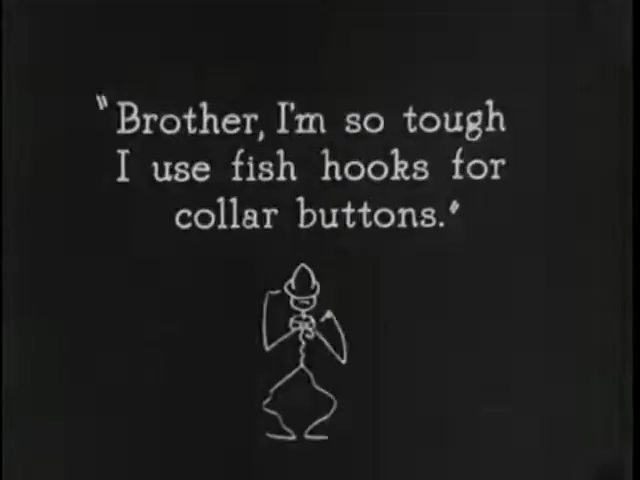 "Brother, I'm so tough
I use fish hooks for
collar buttons."